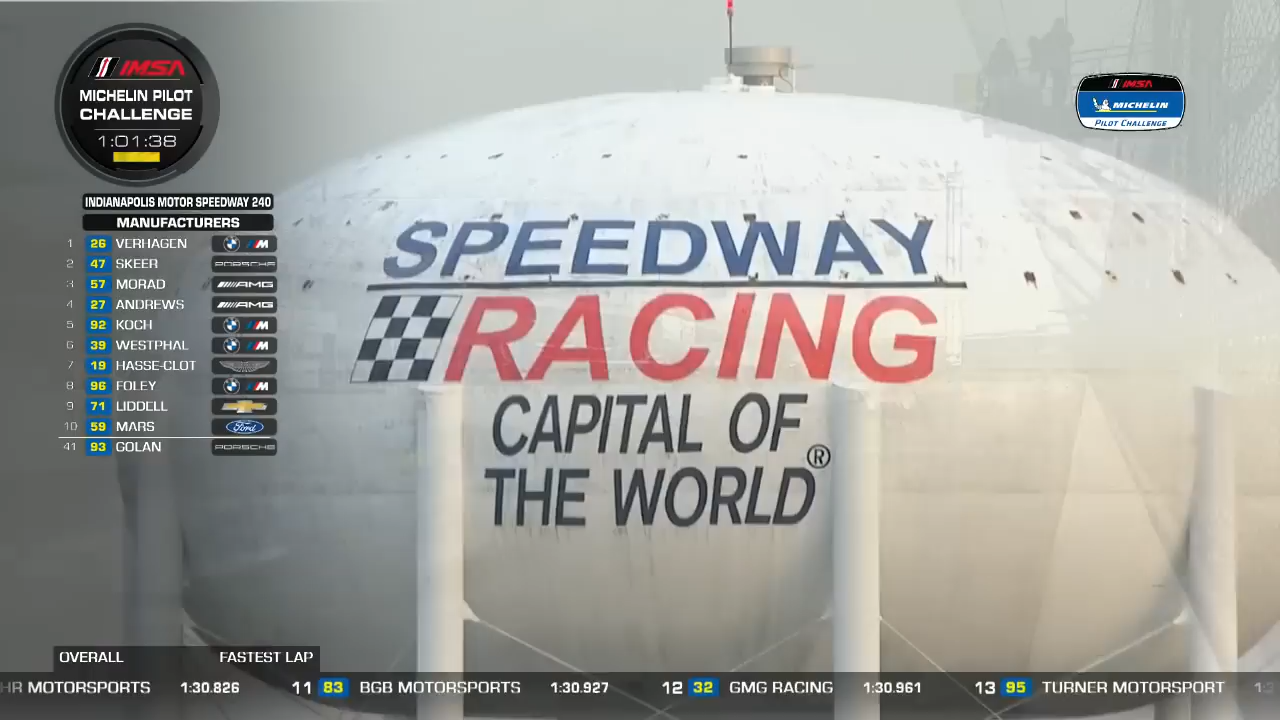 IMSA
MICHELIN PILOT
CHALLENGE
1:01:38
IMSA
MICHELIN
PILOT CHALLENGE
INDIANAPOLIS MOTOR SPEEDWAY 240
MANUFACTURERS
1 26 VERHAGEN BMW M
2 47 SKEER PORSCHE
3 57 MORAD AMG
4 27 ANDREWS AMG
5 92 KOCH M
6 39 WESTPHAL M
7 19 HASSE-CLOT
8 96 FOLEY M
9 71 LIDDELL
10 59 MARS Ford
41 93 GOLAN PORSCHE
SPEEDWAY
RACING
CAPITAL OF
THE WORLD®
OVERALL FASTEST LAP
HR MOTORSPORTS 1:30.826 11 83 BGB MOTORSPORTS 1:30.927 12 32 GMG RACING 1:30.961 13 95 TURNER MOTORSPORT